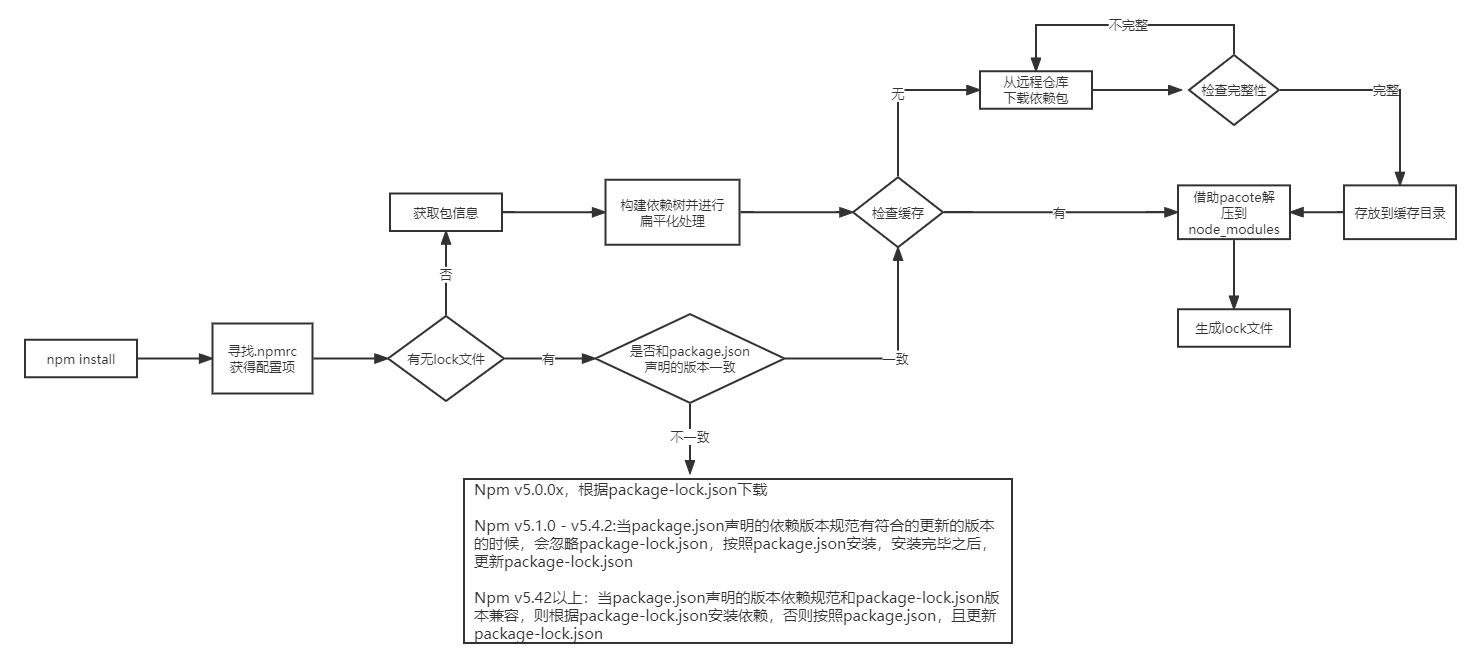 不完整
从远程仓库
下载依赖包
检查完整性
完整
无
获取包信息
构建依赖树并进行
扁平化处理
检查缓存
有
借助pacote解
压到
node_modules
存放到缓存目录
否
生成lock文件
npm install
寻找.npmrc
获得配置项
有无lock文件
有
是否和package.json
声明的版本一致
一致
不一致
Npm v5.0.0x，根据package-lock.json下载
Npm v5.1.0 - v5.4.2:当package.json声明的依赖版本规范有符合的更新的版本
的时候，会忽略package-lock.json，按照package.json安装，安装完毕之后，
更新package-lock.json
Npm v5.42以上：当package.json声明的版本依赖规范和package-lock.json版
本兼容，则根据package-lock.json安装依赖，否则按照package.json，且更新
package-lock.json